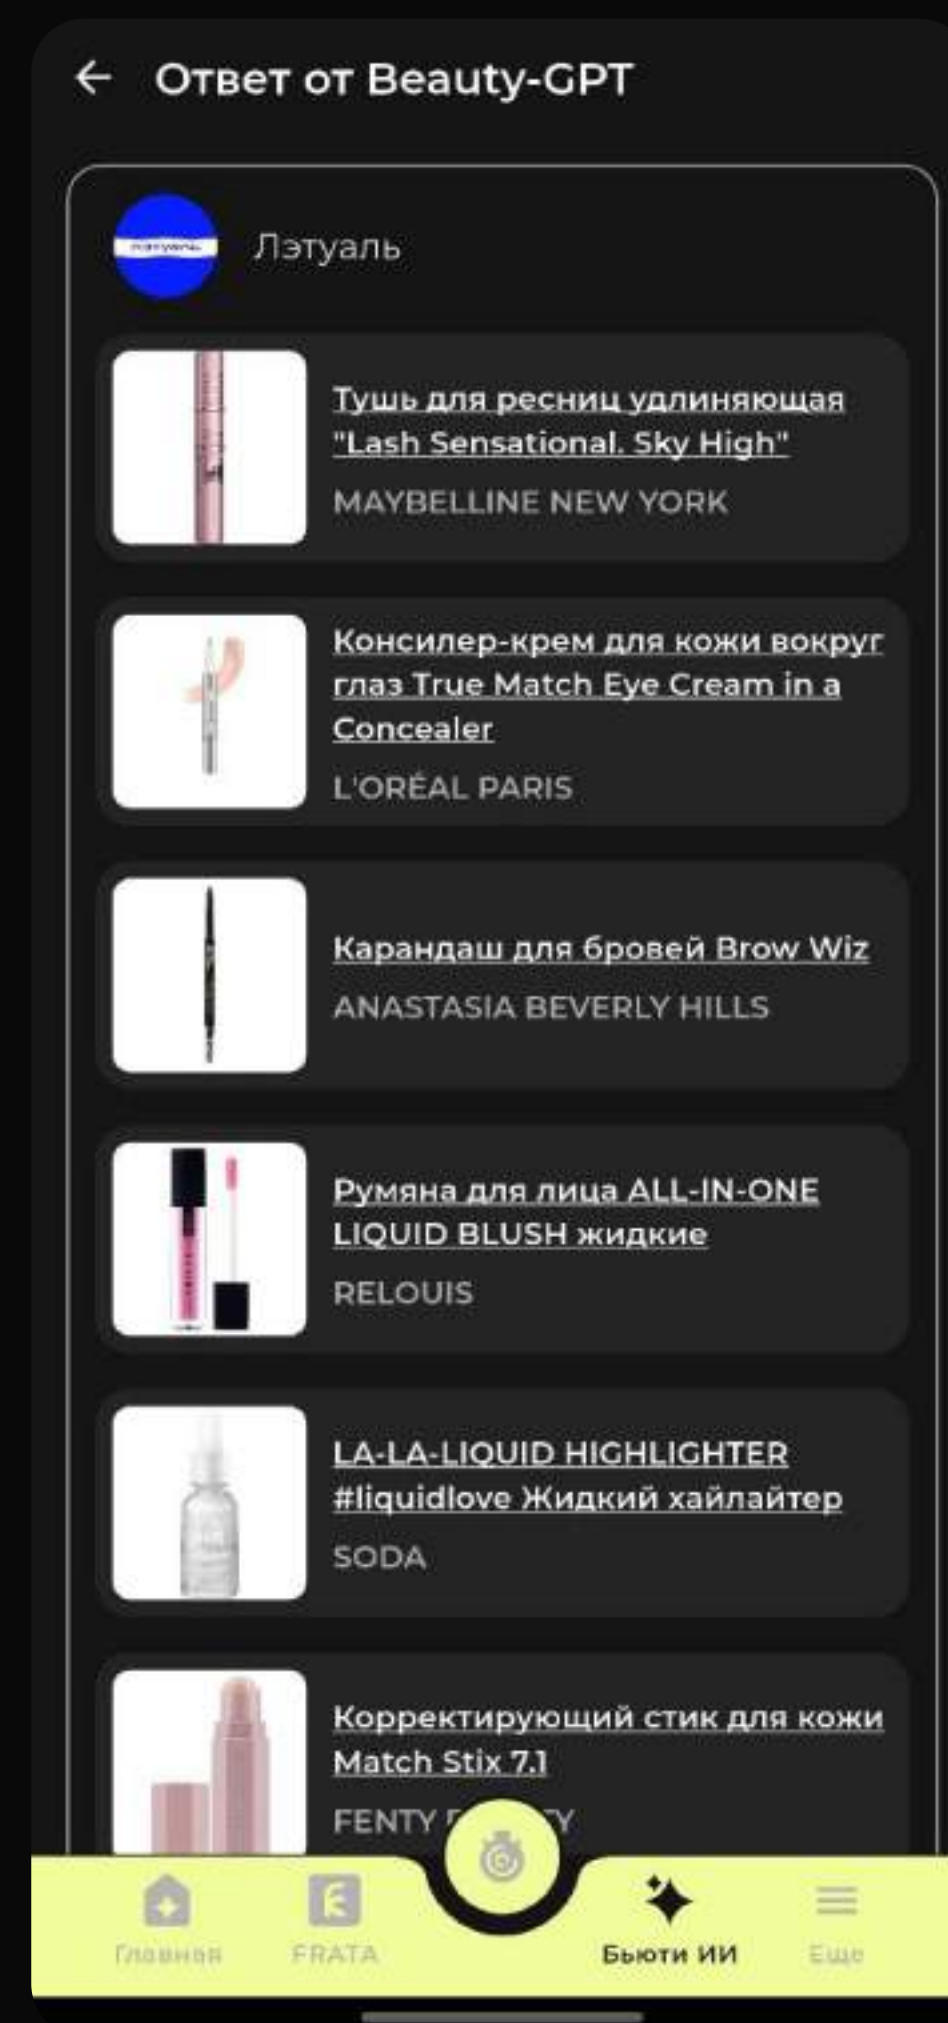 Ответ от Beauty-GPT
Лэтуаль
Тушь для ресниц удлиняющая
"Lash Sensational. Sky High"
MAYBELLINE NEW YORK
Консилер-крем для кожи вокруг
глаз True Match Eye Cream in a
Concealer
L'ORÉAL PARIS
Карандаш для бровей Brow Wiz
ANASTASIA BEVERLY HILLS
Румяна для лица ALL-IN-ONE
LIQUID BLUSH жидкие
RELOUIS
LA-LA-LIQUID HIGHLIGHTER
#liquidlove Жидкий хайлайтер
SODA
Корректирующий стик для кожи
Match Stix 7.1
FENTY
Главная
FRATA
Бьюти ИИ
Еще